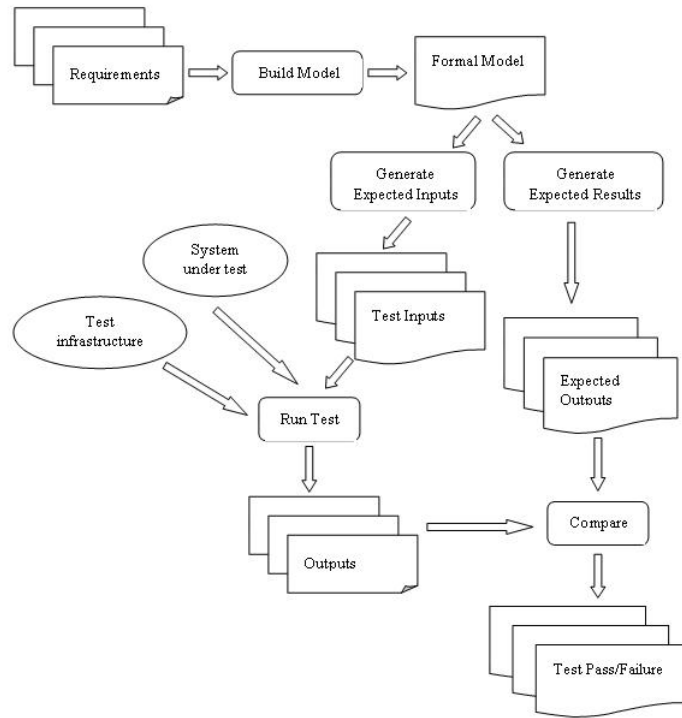 Requirements
Build Model
Formal Model
Generate
Expected Inputs
Generate
Expected Results
System
under test
Test
infrastructure
Test Inputs
Expected
Outputs
Run Test
Outputs
Compare
Test Pass/Failure